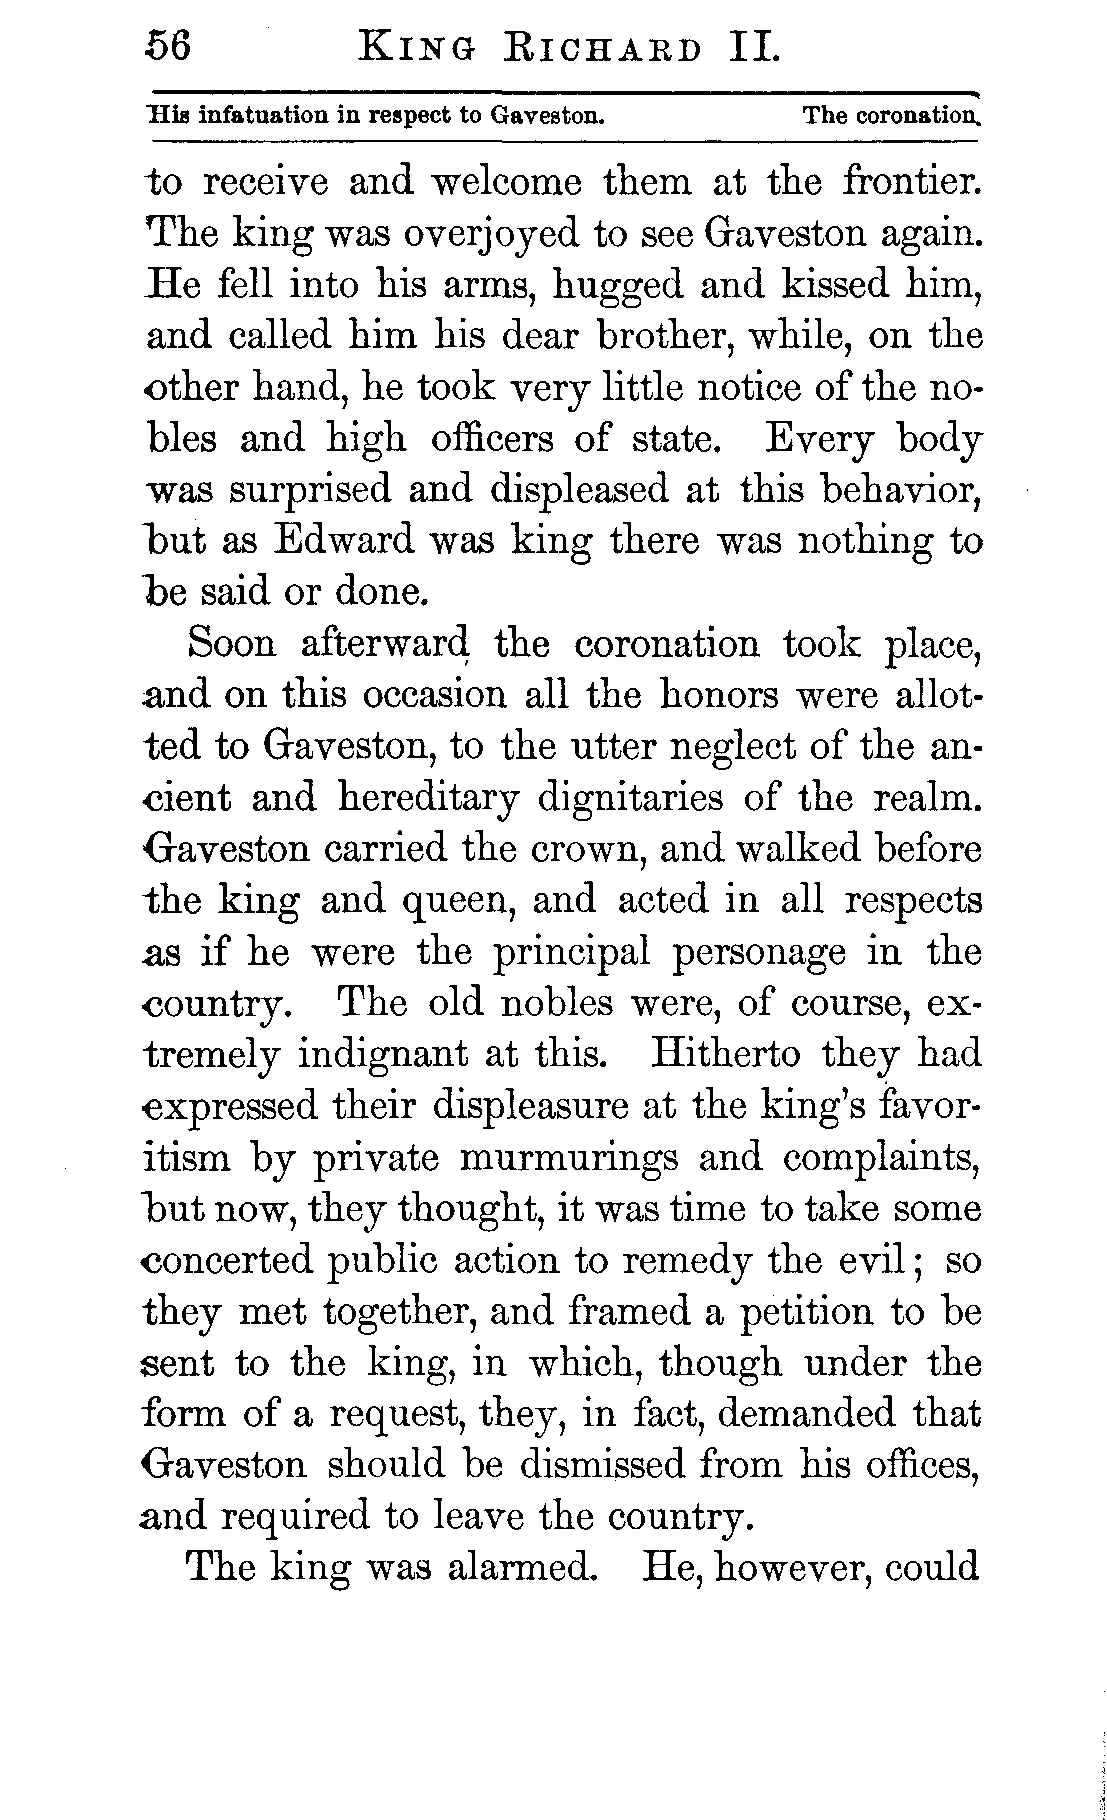 56 KING RICHARD II.
His infatuation in respect to Gaveston. The coronation.
to receive and welcome them at the frontier.
The king was overjoyed to see Gaveston again.
He fell into his arms, hugged and kissed him,
and called him his dear brother, while, on the
other hand, he took very little notice of the no-
bles and high officers of state. Every body
was surprised and displeased at this behavior,
but as Edward was king there was nothing to
be said or done.
Soon afterward the coronation took place,
and on this occasion all the honors were allot-
ted to Gaveston, to the utter neglect of the an-
cient and hereditary dignitaries of the realm.
Gaveston carried the crown, and walked before
the king and queen, and acted in all respects
as if he were the principal personage in the
country. The old nobles were, of course, ex-
tremely indignant at this. Hitherto they had
expressed their displeasure at the king's favor-
itism by private murmurings and complaints,
but now, they thought, it was time to take some
concerted public action to remedy the evil; so
they met together, and framed a petition to be
sent to the king, in which, though under the
form of a request, they, in fact, demanded that
Gaveston should be dismissed from his offices,
and required to leave the country.
The king was alarmed. He, however, could